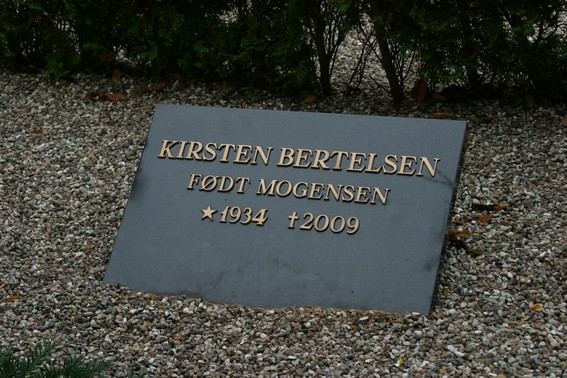 KIRSTEN BERTELSEN
FØDT MOGENSEN
★1934 †2009